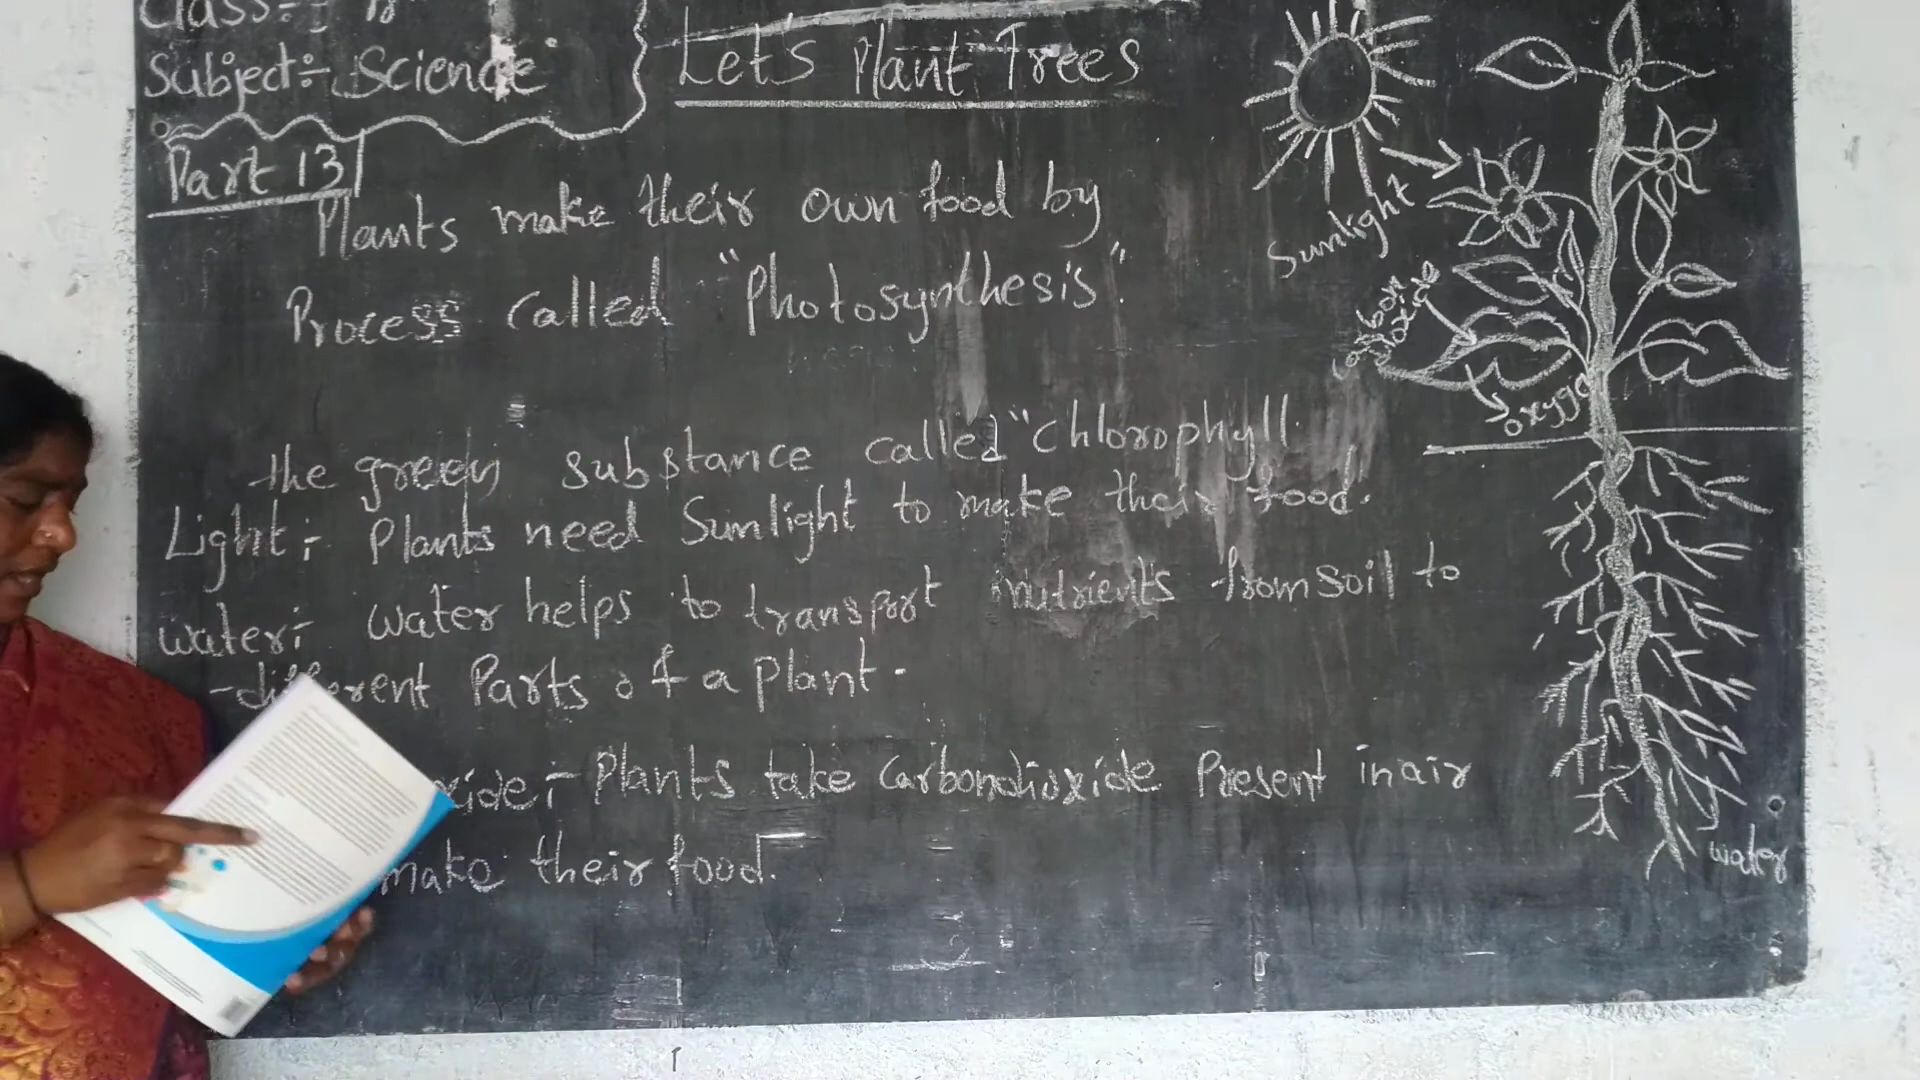 Class:-
Subject:- Science
Let's Plant Trees
Part 13
Plants make their own food by
Process called "Photosynthesis".
the green substance called "Chlorophyll.
Light:- Plants need Sunlight to make their food.
water:- water helps to transport nutrients from soil to
different Parts of a plant.
xide:- Plants take Carbondioxide Present in air
make their food.
Sunlight
Carbon
dioxide
oxyge
water